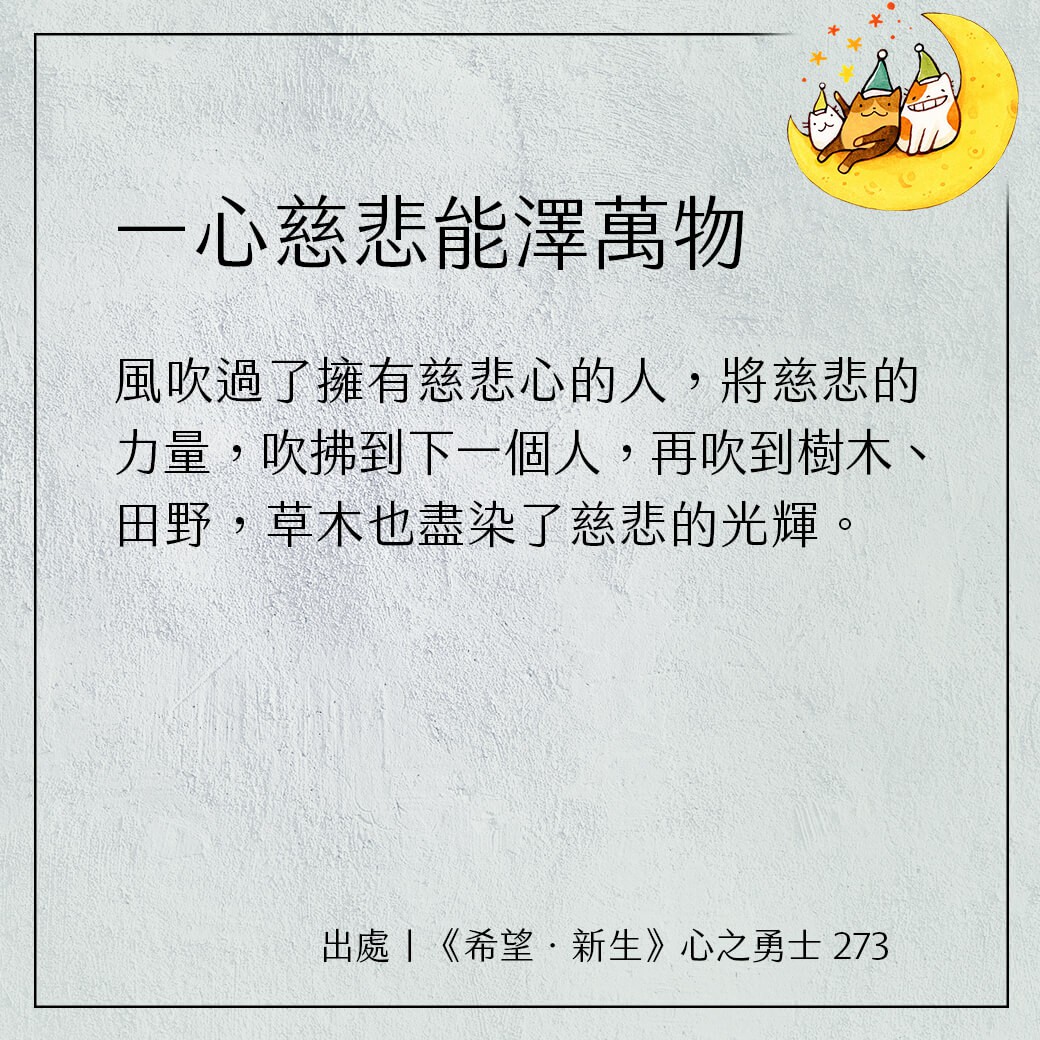 一心慈悲能澤萬物
風吹過了擁有慈悲心的人，將慈悲的
力量，吹拂到下一個人，再吹到樹木、
田野，草木也盡染了慈悲的光輝。
出處｜《希望．新生》心之勇士 273